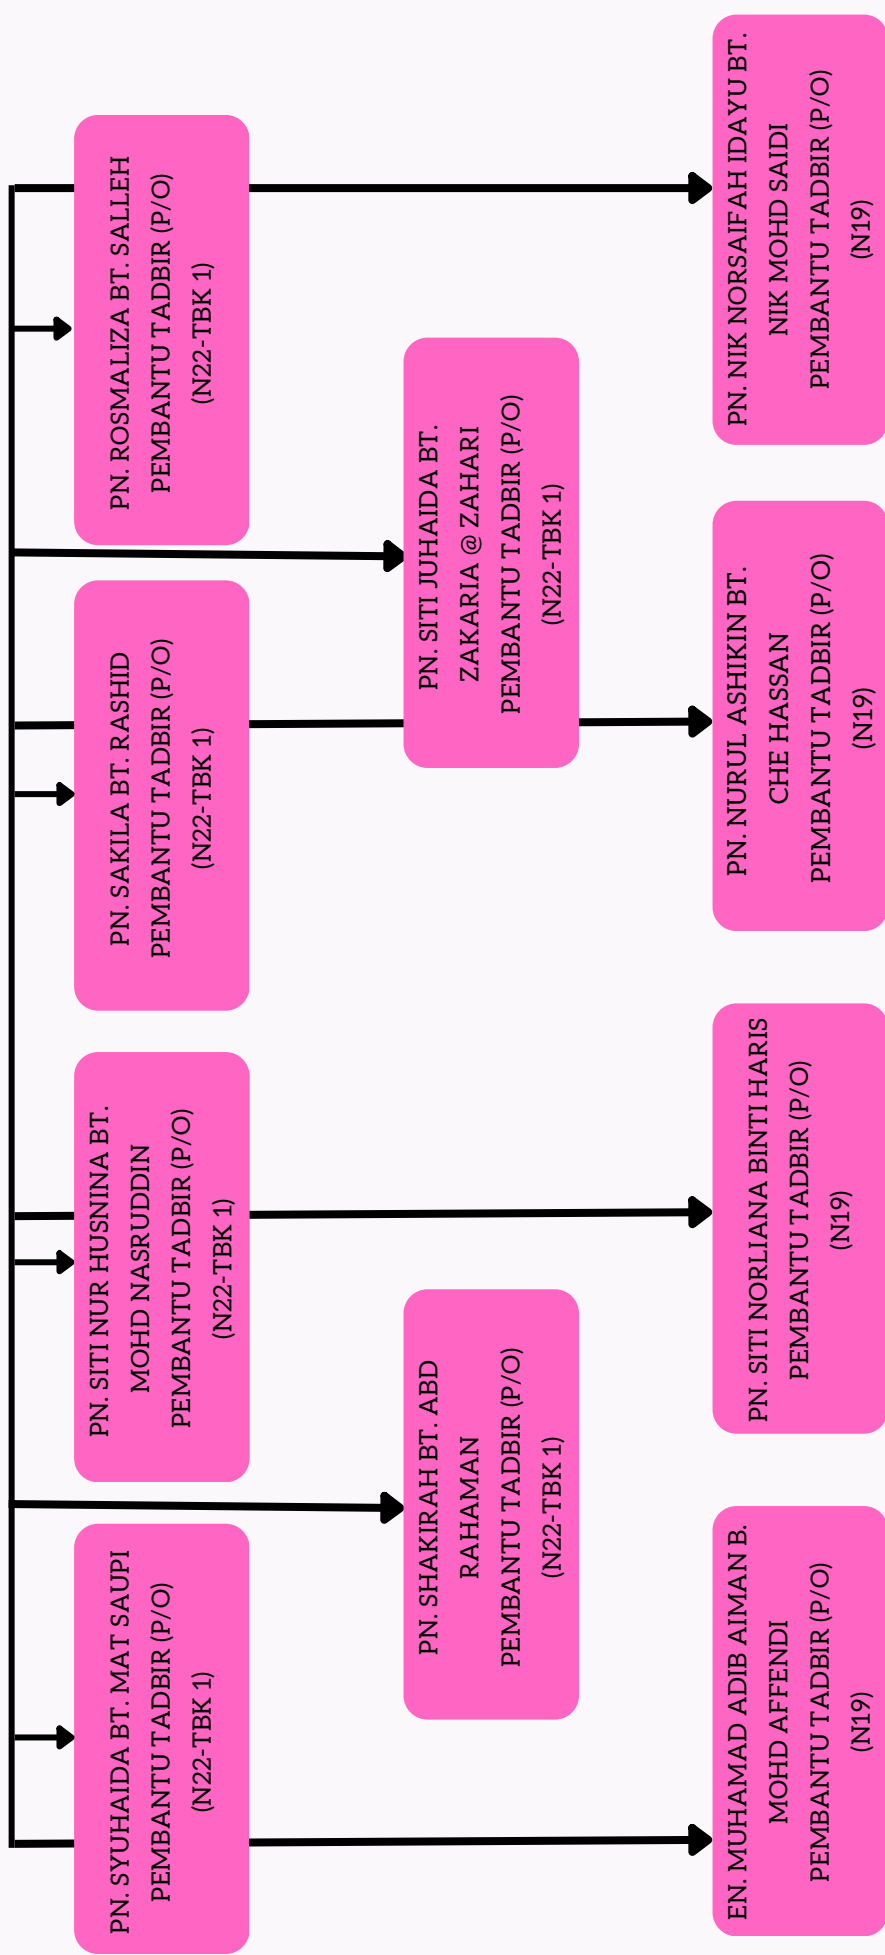 PN. SYUHAIDA BT. MAT SAUPI
PEMBANTU TADBIR (P/O)
(N22-TBK 1)
PN. SITI NUR HUSNINA BT.
MOHD NASRUDDIN
PEMBANTU TADBIR (P/O)
(N22-TBK 1)
PN. SAKILA BT. RASHID
PEMBANTU TADBIR (P/O)
(N22-TBK 1)
PN. ROSMALIZA BT. SALLEH
PEMBANTU TADBIR (P/O)
(N22-TBK 1)
PN. SHAKIRAH BT. ABD
RAHAMAN
PEMBANTU TADBIR (P/O)
(N22-TBK 1)
PN. SITI JUHAIDA BT.
ZAKARIA @ ZAHARI
PEMBANTU TADBIR (P/O)
(N22-TBK 1)
EN. MUHAMAD ADIB AIMAN B.
MOHD AFFENDI
PEMBANTU TADBIR (P/O)
(N19)
PN. SITI NORLIANA BINTI HARIS
PEMBANTU TADBIR (P/O)
(N19)
PN. NURUL ASHIKIN BT.
CHE HASSAN
PEMBANTU TADBIR (P/O)
(N19)
PN. NIK NORSAIFAH IDAYU BT.
NIK MOHD SAIDI
PEMBANTU TADBIR (P/O)
(N19)